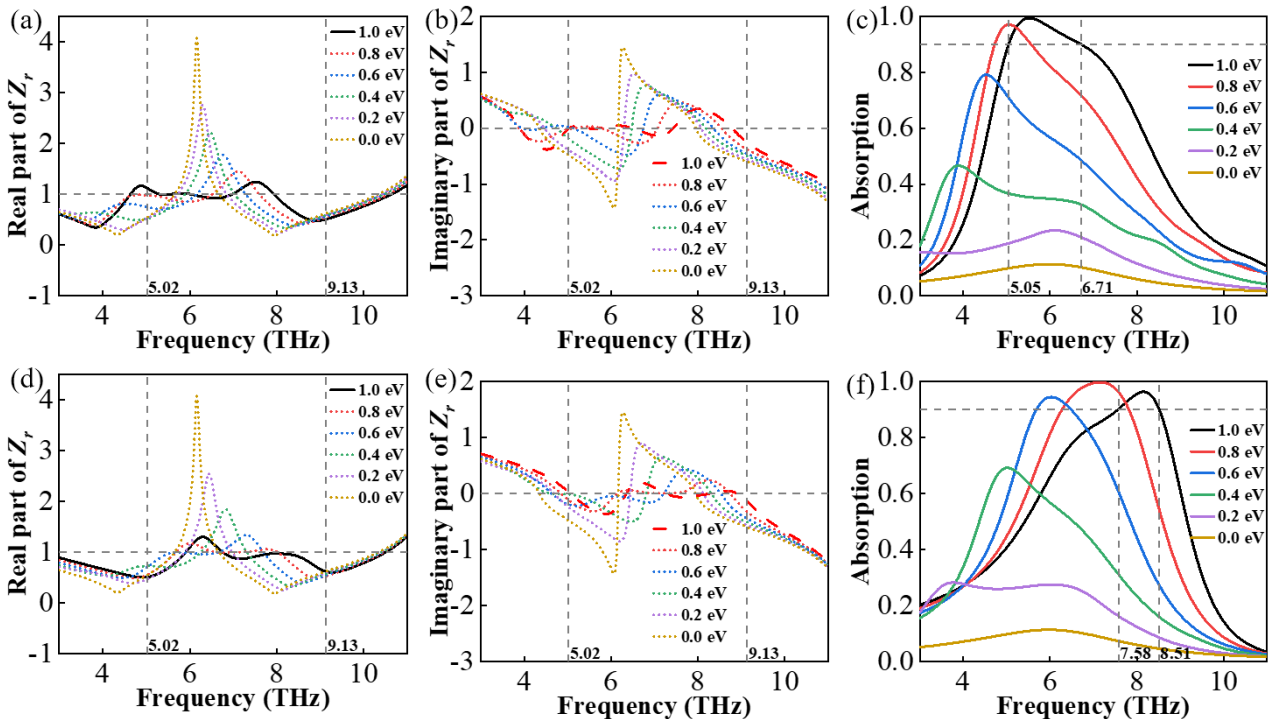 (a)
Real part of Zr
4
3
2
1
0
-1
1.0 eV
0.8 eV
0.6 eV
0.4 eV
0.2 eV
0.0 eV
5.02
9.13
4
6
8
10
Frequency (THz)
(b)
Imaginary part of Zr
2
1
0
-1
-2
-3
1.0 eV
0.8 eV
0.6 eV
0.4 eV
0.2 eV
0.0 eV
5.02
9.13
4
6
8
10
Frequency (THz)
(c)
Absorption
1.0
0.8
0.6
0.4
0.2
0.0
1.0 eV
0.8 eV
0.6 eV
0.4 eV
0.2 eV
0.0 eV
5.05
6.71
4
6
8
10
Frequency (THz)
(d)
Real part of Zr
4
3
2
1
0
-1
1.0 eV
0.8 eV
0.6 eV
0.4 eV
0.2 eV
0.0 eV
5.02
9.13
4
6
8
10
Frequency (THz)
(e)
Imaginary part of Zr
2
1
0
-1
-2
-3
1.0 eV
0.8 eV
0.6 eV
0.4 eV
0.2 eV
0.0 eV
5.02
9.13
4
6
8
10
Frequency (THz)
(f)
Absorption
1.0
0.8
0.6
0.4
0.2
0.0
1.0 eV
0.8 eV
0.6 eV
0.4 eV
0.2 eV
0.0 eV
7.58
8.51
4
6
8
10
Frequency (THz)